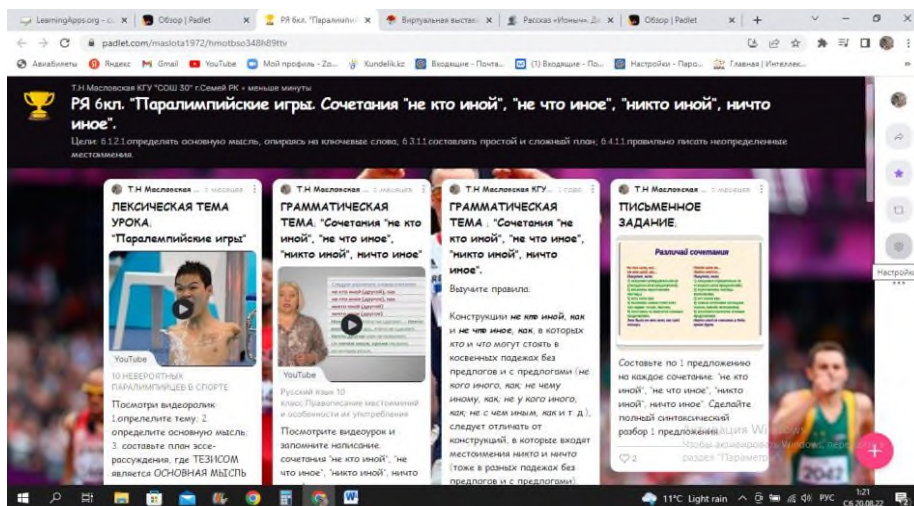 LearningApps.org - с
Обзор | Padlet
РЯ 6кл. "Паралимпи
Виртуальная выстав
Рассказ «Ионыч». Д
Обзор | Padlet
padlet.com/maslota1972/hmotbso348h89ttv
Авиабилеты
Яндекс
Gmail
YouTube
Мой профиль - Zo...
Kundelik.kz
Входящие - Почта...
(1) Входящие - По...
Настройки - Паро...
Главная | Интеллек...
Т.Н Масловская КГУ "СОШ 30" г.Семей РК • меньше минуты
РЯ 6кл. "Паралимпийские игры. Сочетания "не кто иной", "не что иное", "никто иной", ничто
иное".
Цели: 6.1.2.1.определять основную мысль, опираясь на ключевые слова; 6.3.1.1.составлять простой и сложный план; 6.4.1.1.правильно писать неопределенные
местоимения.
Т.Н Масловская ...
ЛЕКСИЧЕСКАЯ ТЕМА
УРОКА:
"Паралемпийские игры"
YouTube
10 НЕВЕРОЯТНЫХ
ПАРАЛИМПИЙЦЕВ В СПОРТЕ
Посмотри видеоролик
1.опрелелите тему; 2.
определите основную мысль;
3. составьте план эссе-
рассуждения, где ТЕЗИСОМ
является ОСНОВНАЯ МЫСЛЬ
Т.Н Масловская ...
ГРАММАТИЧЕСКАЯ
ТЕМА: "Сочетания "не кто
иной", "не что иное",
"никто иной", ничто иное"
YouTube
Русский язык 10
класс.Правописание местоимений
и особенности их употребления
Посмотрите видеоурок и
запомните написание
сочетания "не кто иной", "не
что иное", "никто иной", ничто
Т.Н Масловская КГУ...
ГРАММАТИЧЕСКАЯ
ТЕМА : "Сочетания "не
кто иной", "не что иное",
"никто иной", ничто
иное".
Выучите правила.
Конструкции не кто иной, как
и не что иное, как, в которых
кто и что могут стоять в
косвенных падежах без
предлогов и с предлогами (не
кого иного, как; не чему
иному, как; не у кого иного,
как; не с чем иным, как и т. д.),
следует отличать от
конструкций, в которые входят
местоимения никто и ничто
(тоже в разных падежах без
предлогов и с предлогами).
Т.Н Масловская ...
ПИСЬМЕННОЕ
ЗАДАНИЕ:
Различай сочетания
Составьте по 1 предложению
на каждое сочетание: "не кто
иной", "не что иное", "никто
иной", ничто иное". Сделайте
полный синтаксический
разбор 1 предложения.
2
Настройки
2042
11°C Light rain
РУС
1:21
Сб 20.08.22